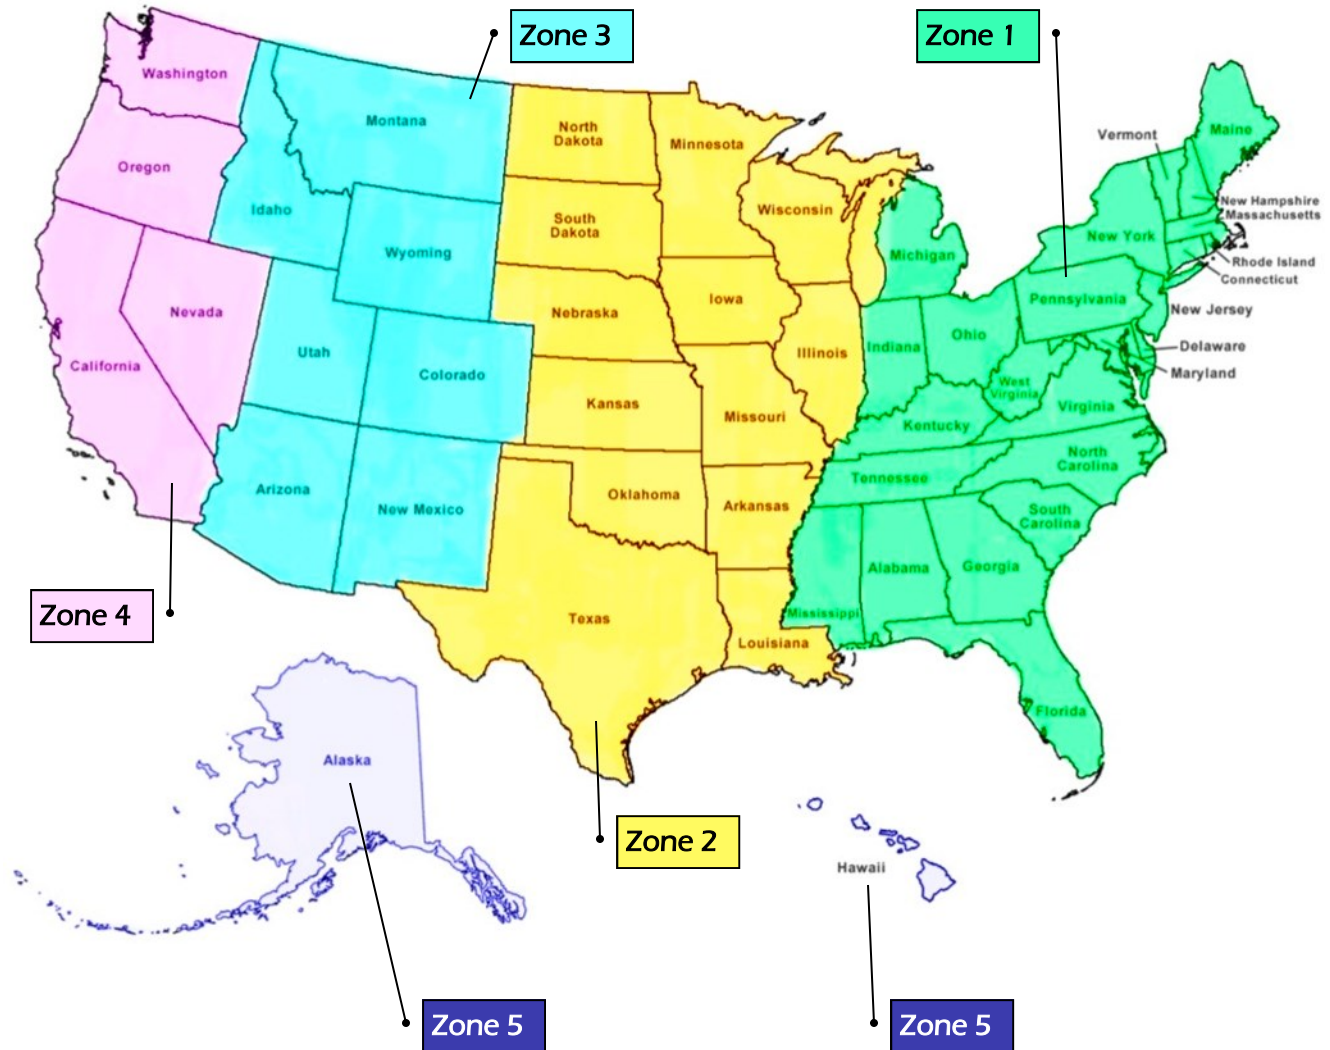 Zone 3
Zone 1
Washington
Montana
North
Dakota
Minnesota
Vermont
Maine
Oregon
Idaho
South
Dakota
Wisconsin
New Hampshire
Massachusetts
New York
Wyoming
Michigan
Rhode Island
Connecticut
Nevada
Nebraska
Iowa
Pennsylvania
New Jersey
Utah
Illinois
Indiana
Ohio
Delaware
California
Colorado
Maryland
West
Virginia
Kansas
Missouri
Virginia
Kentucky
North
Carolina
Arizona
New Mexico
Oklahoma
Arkansas
Tennessee
South
Carolina
Alabama
Georgia
Zone 4
Texas
Mississippi
Louisiana
Florida
Alaska
Zone 2
Hawaii
Zone 5
Zone 5